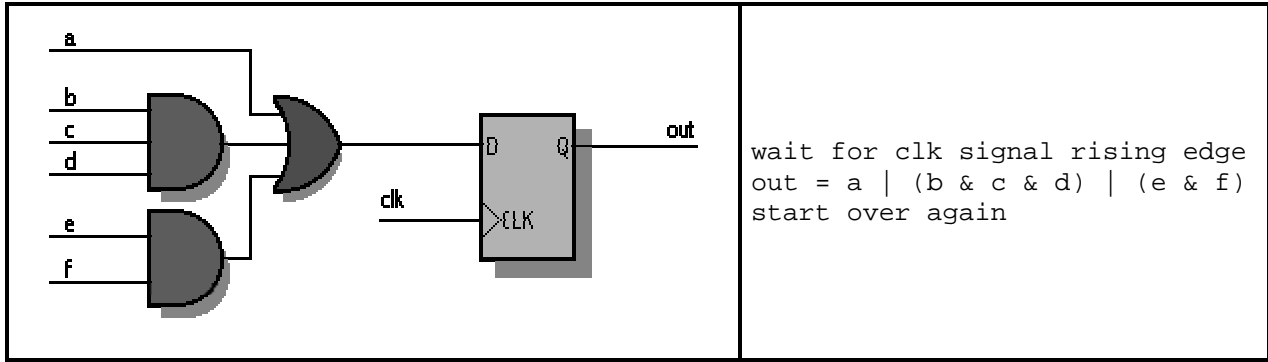 a
b
c
d
e
f
clk
D Q
CLK
out
wait for clk signal rising edge
out = a | (b & c & d) | (e & f)
start over again